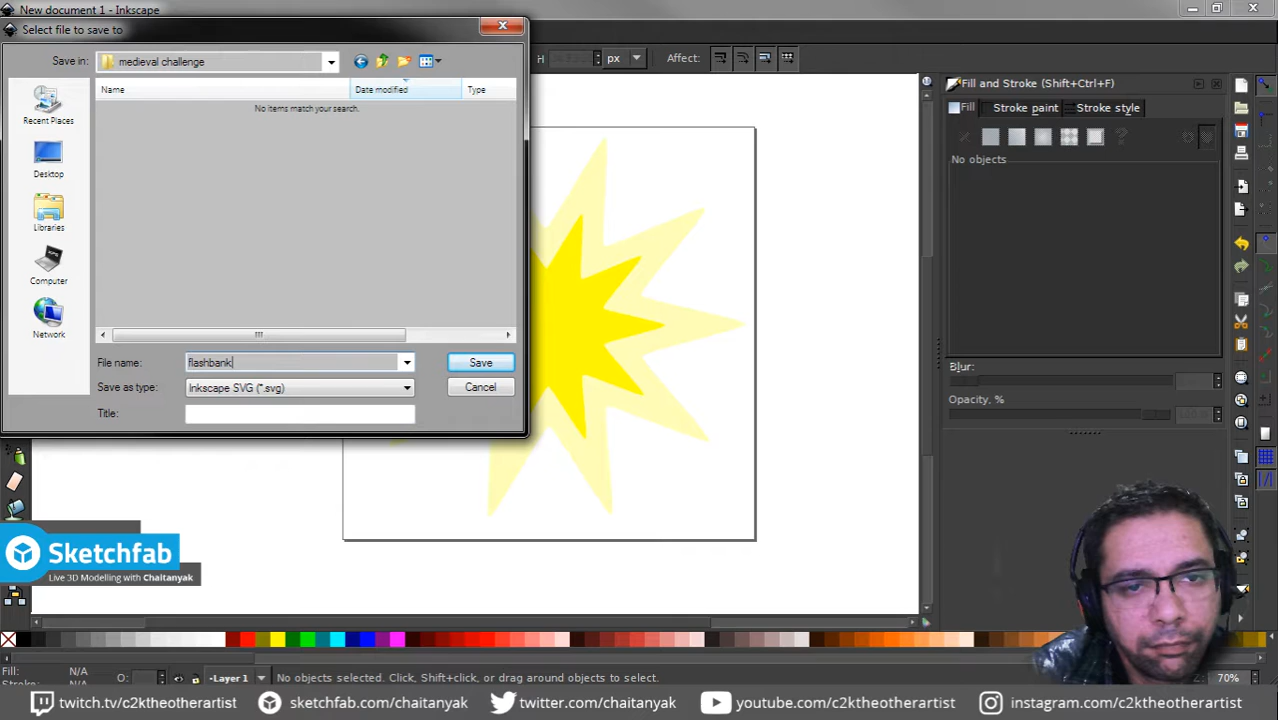 New document 1 - Inkscape
Select file to save to
Save in: medieval challenge
H px Affect:
Name Date modified Type
No items match your search.
Recent Places
Desktop
Libraries
Computer
Network
File name: flashbank Save
Save as type: Inkscape SVG (*.svg) Cancel
Title:
Fill and Stroke (Shift+Ctrl+F)
Fill Stroke paint Stroke style
No objects
Blur:
Opacity, %
Sketchfab
Live 3D Modelling with Chaitanyak
Fill: N/A O: -Layer 1 No objects selected. Click, Shift+click, or drag around objects to select. Z: 70%
N/A
twitch.tv/c2ktheotherartist sketchfab.com/chaitanyak twitter.com/chaitanyak youtube.com/c2ktheotherartist instagram.com/c2ktheotherartist